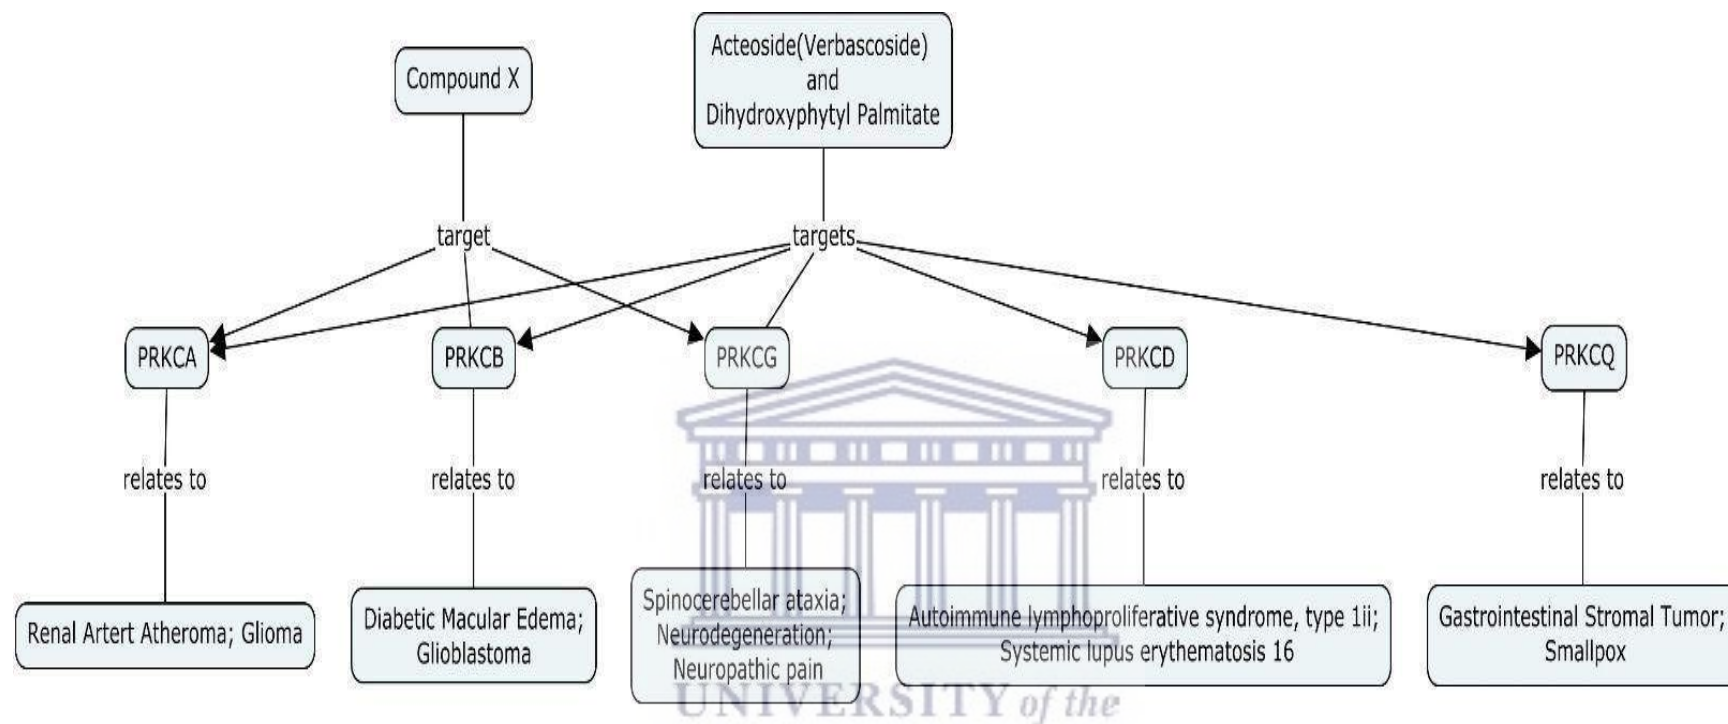 Compound X
Acteoside(Verbascoside)
and
Dihydroxyphytyl Palmitate
target
targets
PRKCA
PRKCB
PRKCG
PRKCD
PRKCQ
relates to
relates to
relates to
relates to
relates to
Renal Artert Atheroma; Glioma
Diabetic Macular Edema;
Glioblastoma
Spinocerebellar ataxia;
Neurodegeneration;
Neuropathic pain
Autoimmune lymphoproliferative syndrome, type 1ii;
Systemic lupus erythematosis 16
Gastrointestinal Stromal Tumor;
Smallpox
UNIVERSITY of the